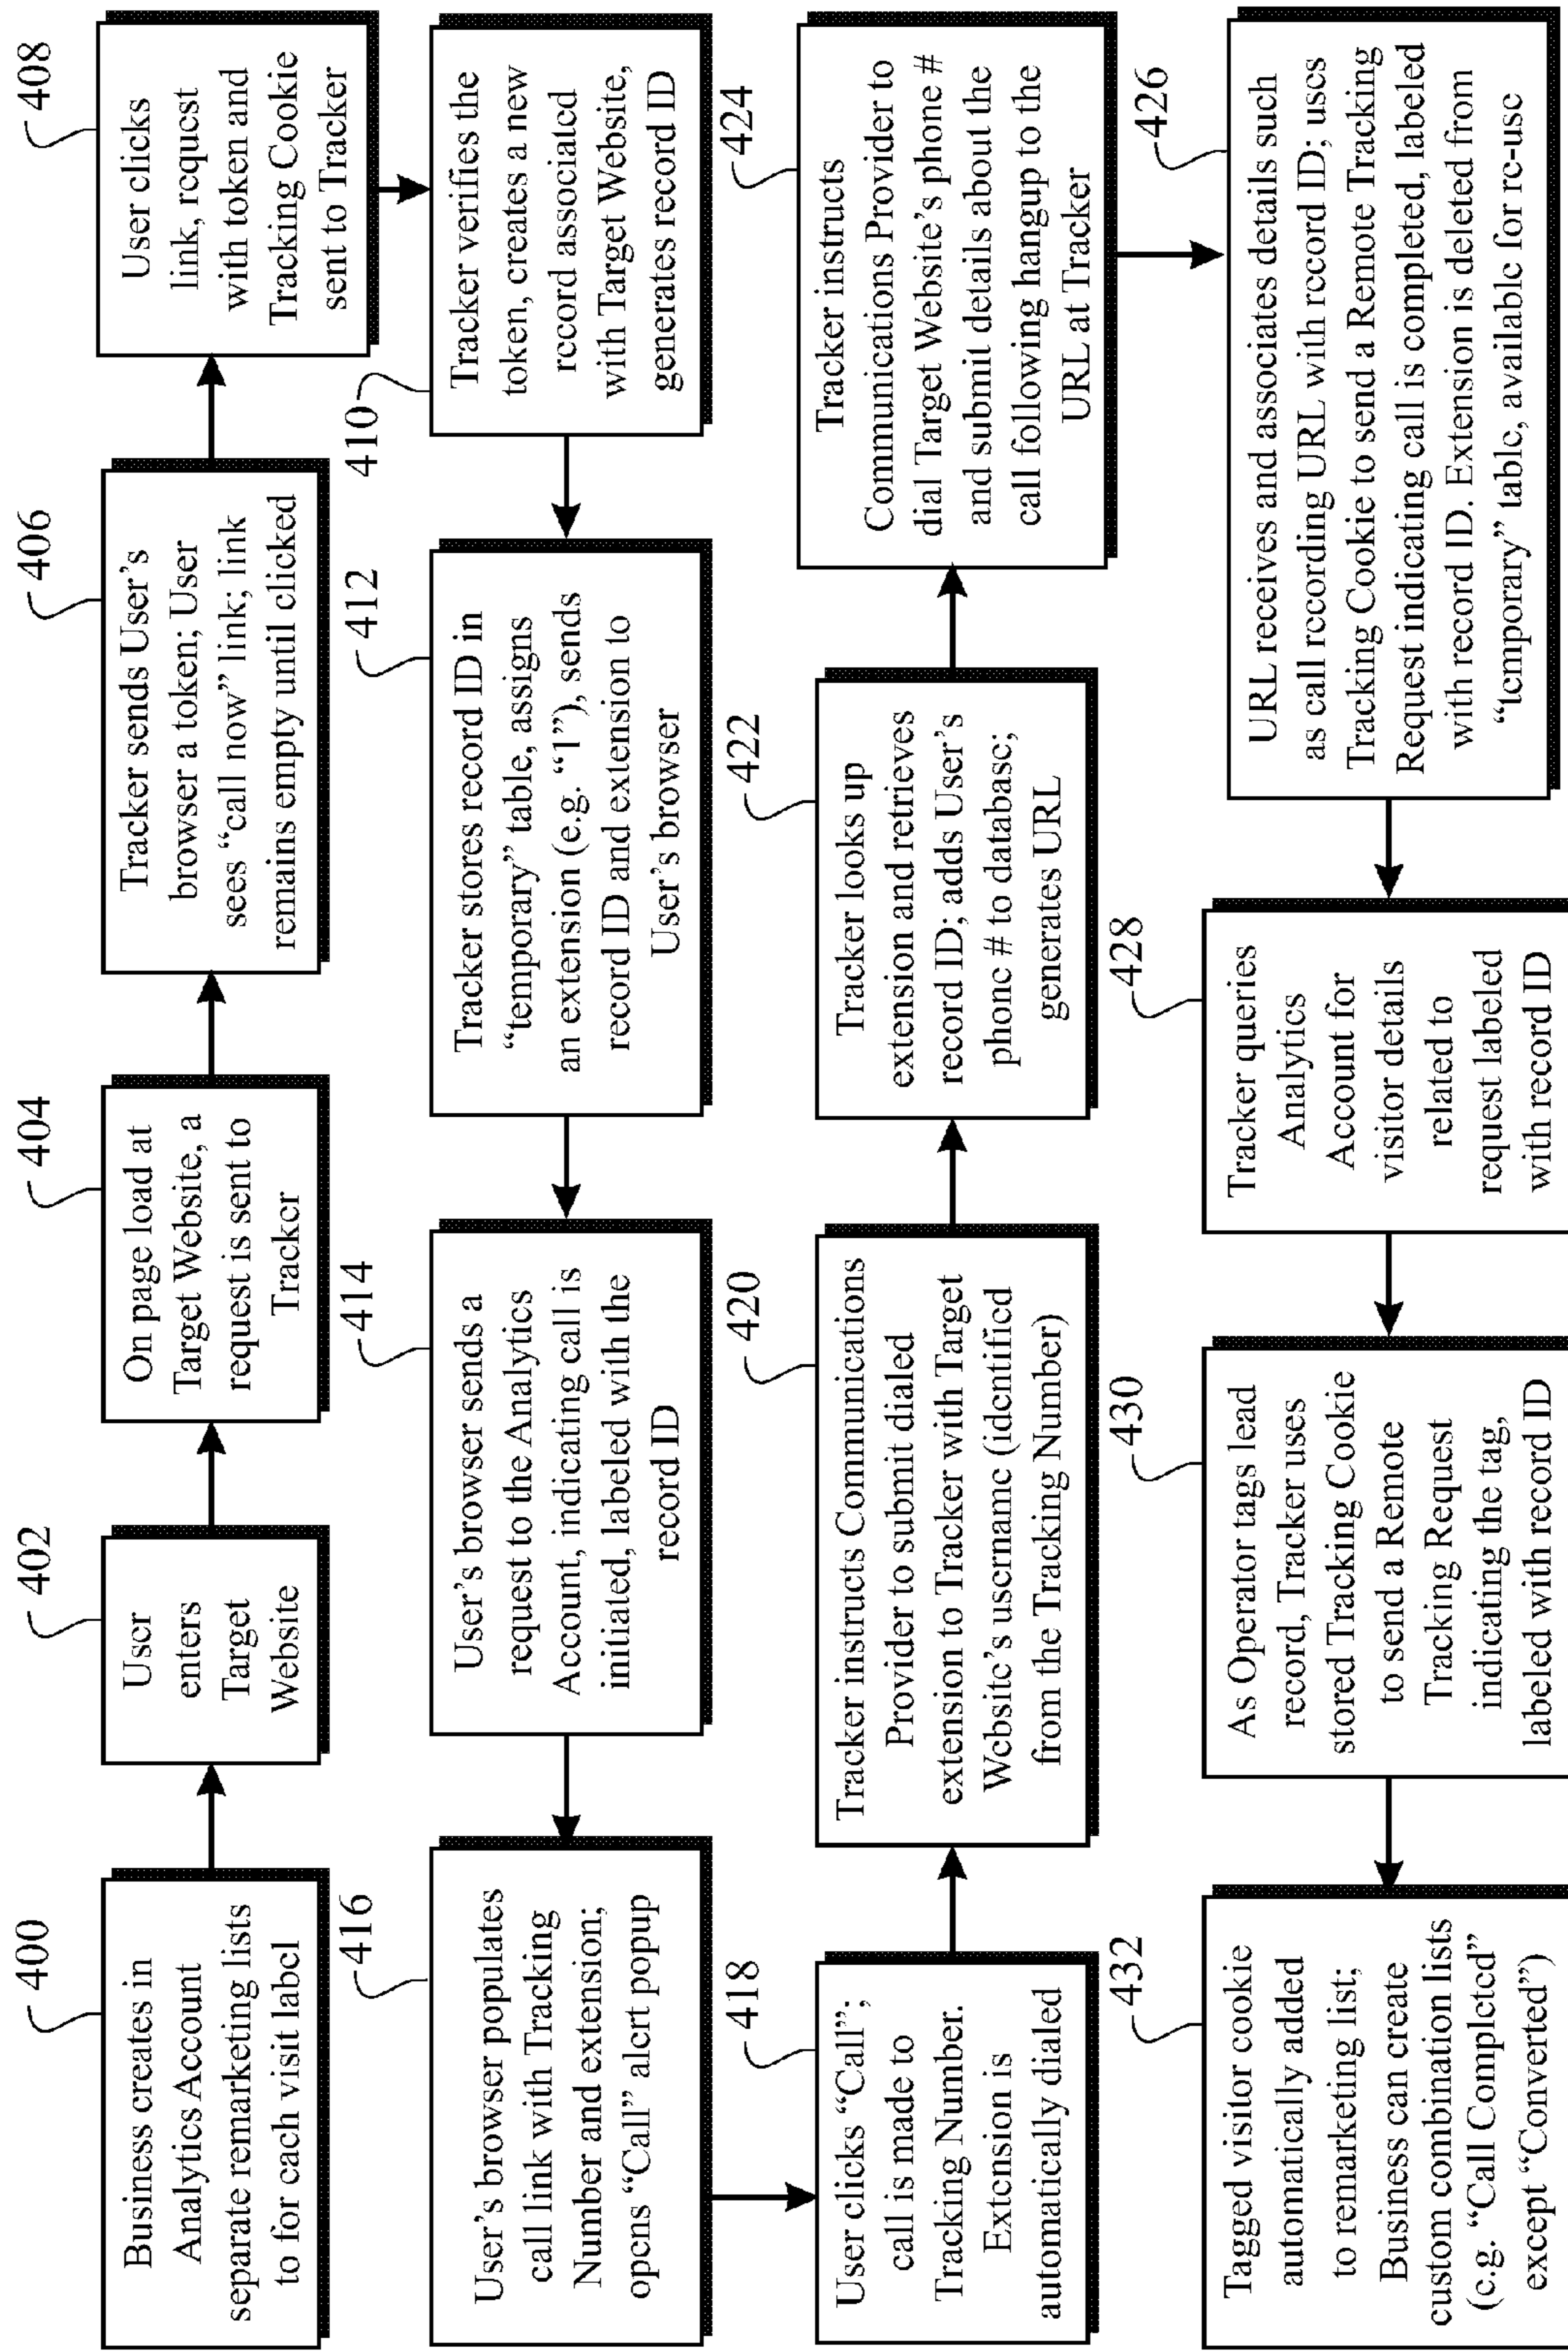 400
Business creates in
Analytics Account
separate remarketing lists
to for each visit label
402
User
enters
Target
Website
404
On page load at
Target Website, a
request is sent to
Tracker
406
Tracker sends User's
browser a token; User
sees “call now” link; link
remains empty until clicked
408
User clicks
link, request
with token and
Tracking Cookie
sent to Tracker
410
Tracker verifies the
token, creates a new
record associated
with Target Website,
generates record ID
412
Tracker stores record ID in
“temporary” table, assigns
an extension (e.g. “1”), sends
record ID and extension to
User's browser
414
User's browser sends a
request to the Analytics
Account, indicating call is
initiated, labeled with the
record ID
416
User's browser populates
call link with Tracking
Number and extension;
opens “Call” alert popup
418
User clicks “Call”;
call is made to
Tracking Number.
Extension is
automatically dialed
420
Tracker instructs Communications
Provider to submit dialed
extension to Tracker with Target
Website's username (identified
from the Tracking Number)
422
Tracker looks up
extension and retrieves
record ID; adds User's
phone # to database;
generates URL
424
Tracker instructs
Communications Provider to
dial Target Website's phone #
and submit details about the
call following hangup to the
URL at Tracker
426
URL receives and associates details such
as call recording URL with record ID; uses
Tracking Cookie to send a Remote Tracking
Request indicating call is completed, labeled
with record ID. Extension is deleted from
“temporary” table, available for re-use
428
Tracker queries
Analytics
Account for
visitor details
related to
request labeled
with record ID
430
As Operator tags lead
record, Tracker uses
stored Tracking Cookie
to send a Remote
Tracking Request
indicating the tag,
labeled with record ID
432
Tagged visitor cookie
automatically added
to remarketing list;
Business can create
custom combination lists
(e.g. “Call Completed”
except “Converted”)